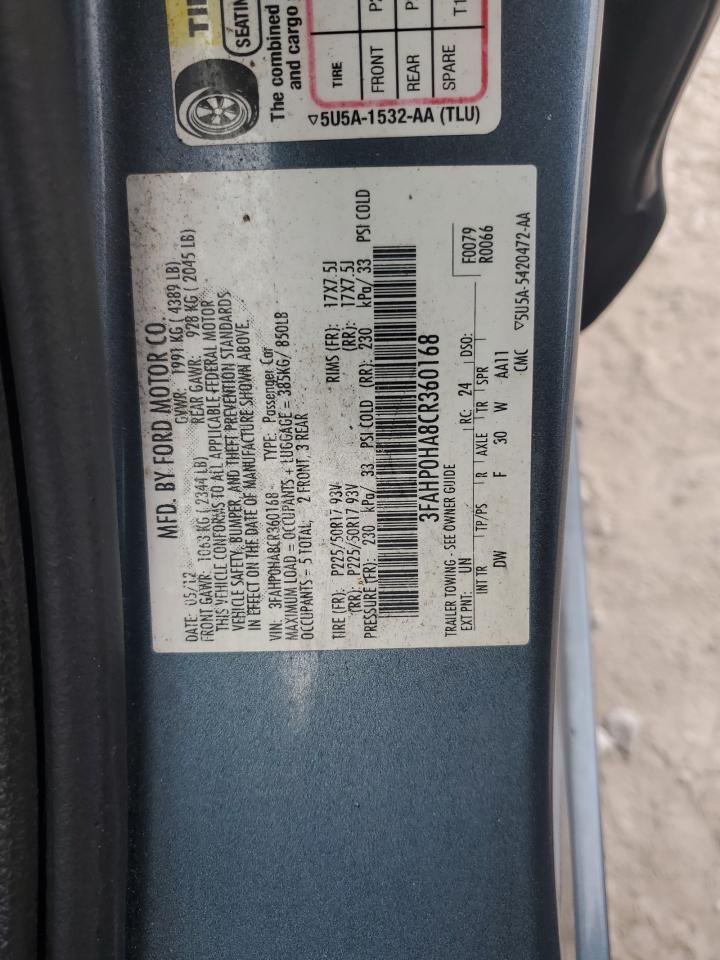 TI
SEATIN
The combined
and cargo
TIRE
FRONT P2
REAR P
SPARE T1
▽5U5A-1532-AA (TLU)
MFD. BY FORD MOTOR CO.
DATE: 05/12 GVWR: 1991 KG ( 4389 LB)
FRONT GAWR: 1063 KG ( 2344 LB) REAR GAWR: 928 KG ( 2045 LB)
THIS VEHICLE CONFORMS TO ALL APPLICABLE FEDERAL MOTOR
VEHICLE SAFETY, BUMPER, AND THEFT PREVENTION STANDARDS
IN EFFECT ON THE DATE OF MANUFACTURE SHOWN ABOVE.
VIN: 3FAHP0HA8CR360168 TYPE: Passenger Car
MAXIMUM LOAD = OCCUPANTS + LUGGAGE = 385KG/ 850LB
OCCUPANTS = 5 TOTAL, 2 FRONT, 3 REAR
TIRE (FR): P225/50R17 93V RIMS (FR): 17X7.5J
(RR): P225/50R17 93V (RR): 17X7.5J
PRESSURE (FR): 230 kPa/ 33 PSI COLD (RR): 230 kPa/ 33 PSI COLD
3FAHP0HA8CR360168
TRAILER TOWING - SEE OWNER GUIDE F0079
EXT PNT: UN RC: 24 DSO: R0066
INT TR TP/PS R AXLE TR SPR
DW F 30 W AA11
CMC ▽5U5A-5420472-AA